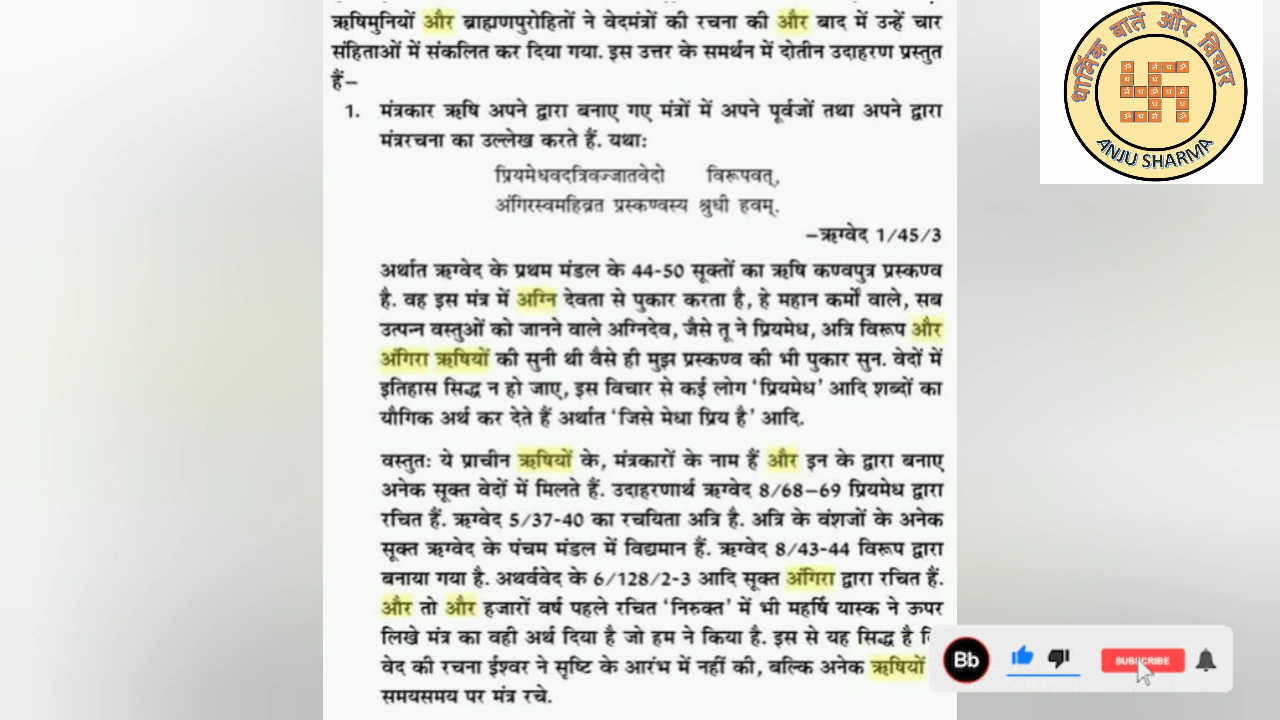 ऋषिमुनियों और ब्राह्मणपुरोहितों ने वेदमंत्रों की रचना की और बाद में उन्हें चार
संहिताओं में संकलित कर दिया गया. इस उत्तर के समर्थन में दोतीन उदाहरण प्रस्तुत
हैं–
1. मंत्रकार ऋषि अपने द्वारा बनाए गए मंत्रों में अपने पूर्वजों तथा अपने द्वारा
मंत्ररचना का उल्लेख करते हैं. यथाः
प्रियमेधवदत्रिवज्जातवेदो विरूपवत्,
अंगिरस्वमहिव्रत प्रस्कण्वस्य श्रुधी हवम्.
–ऋग्वेद 1/45/3
अर्थात ऋग्वेद के प्रथम मंडल के 44-50 सूक्तों का ऋषि कण्वपुत्र प्रस्कण्व
है. वह इस मंत्र में अग्नि देवता से पुकार करता है, हे महान कर्मों वाले, सब
उत्पन्न वस्तुओं को जानने वाले अग्निदेव, जैसे तू ने प्रियमेध, अत्रि विरूप और
अंगिरा ऋषियों की सुनी थी वैसे ही मुझ प्रस्कण्व की भी पुकार सुन. वेदों में
इतिहास सिद्ध न हो जाए, इस विचार से कई लोग ‘प्रियमेध’ आदि शब्दों का
यौगिक अर्थ कर देते हैं अर्थात ‘जिसे मेधा प्रिय है’ आदि.
वस्तुतः ये प्राचीन ऋषियों के, मंत्रकारों के नाम हैं और इन के द्वारा बनाए
अनेक सूक्त वेदों में मिलते हैं. उदाहरणार्थ ऋग्वेद 8/68–69 प्रियमेध द्वारा
रचित हैं. ऋग्वेद 5/37-40 का रचयिता अत्रि है. अत्रि के वंशजों के अनेक
सूक्त ऋग्वेद के पंचम मंडल में विद्यमान हैं. ऋग्वेद 8/43-44 विरूप द्वारा
बनाया गया है. अथर्ववेद के 6/128/2-3 आदि सूक्त अंगिरा द्वारा रचित हैं.
और तो और हजारों वर्ष पहले रचित ‘निरुक्त’ में भी महर्षि यास्क ने ऊपर
लिखे मंत्र का वही अर्थ दिया है जो हम ने किया है. इस से यह सिद्ध है
वेद की रचना ईश्वर ने सृष्टि के आरंभ में नहीं की, बल्कि अनेक ऋषियों
समयसमय पर मंत्र रचे.
धार्मिक बातें और विचार
ANJU SHARMA
Bb
SUBSCRIBE